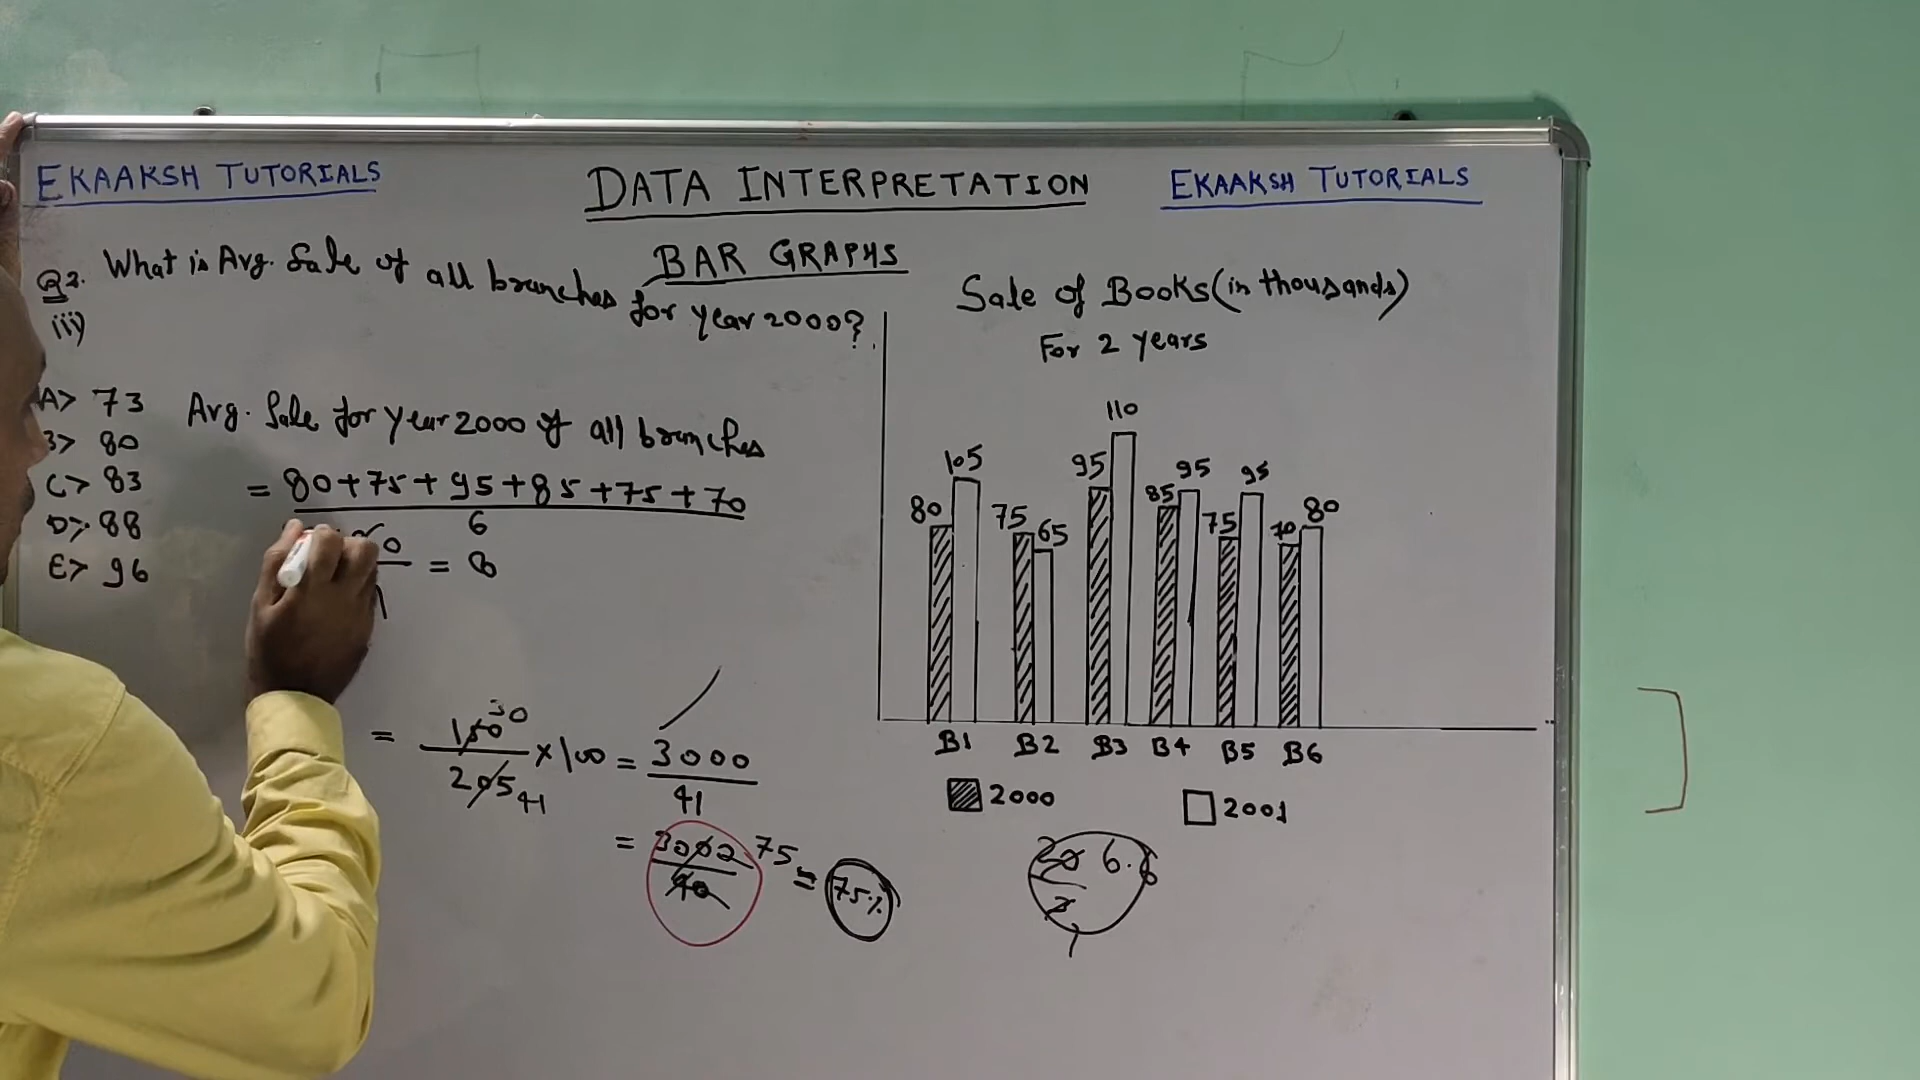 EKAAKSH TUTORIALS
DATA INTERPRETATION
EKAAKSH TUTORIALS
BAR GRAPHS
Q2. What is Avg. Sale of all branches for year 2000?
iii)
A> 73
B> 80
C> 83
D> 88
E> 96
Avg. Sale for year 2000 of all branches
= 80+75+95+85+75+70
6
0 = 8
= 150 30
205 41 × 100 = 3000
41
= 3000 75
40
≈ 75%
Sale of Books (in thousands)
For 2 years
80 105 75 65 95 110 85 95 75 95 70 80
B1 B2 B3 B4 B5 B6
2000 2001
20 6.6
3
1